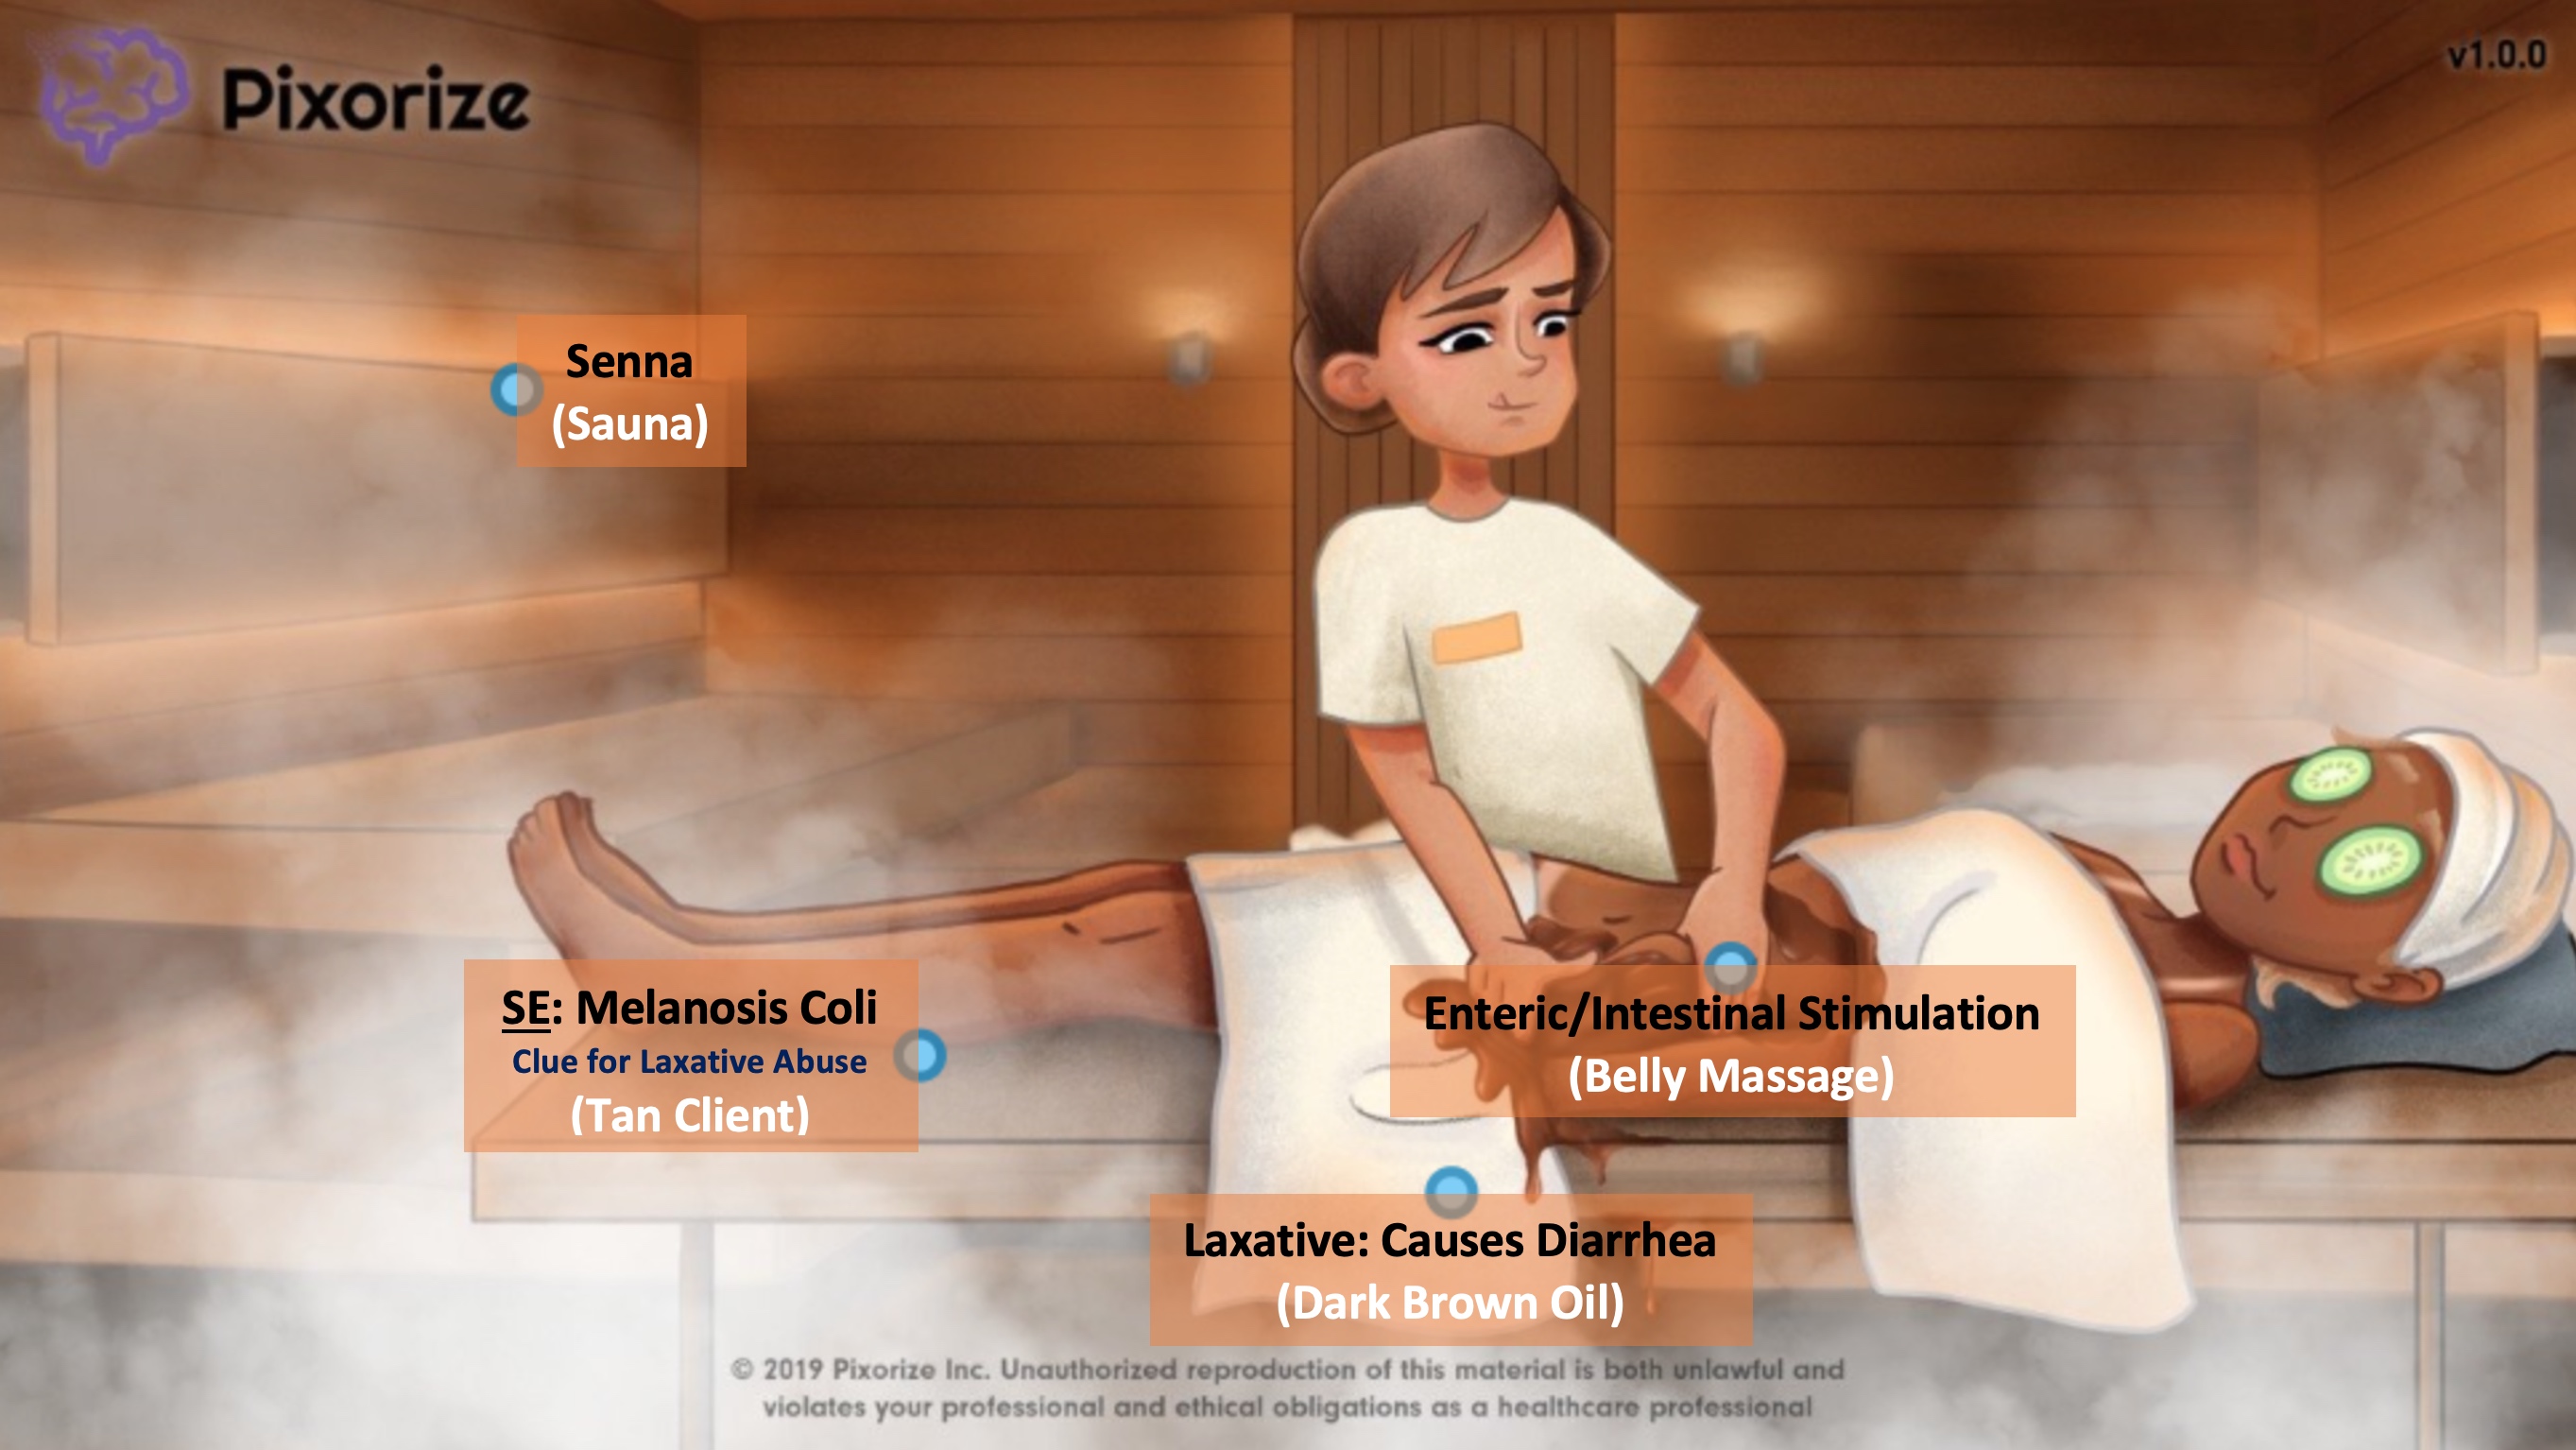 Pixorize
v1.0.0
Senna
(Sauna)
SE: Melanosis Coli
Clue for Laxative Abuse
(Tan Client)
Enteric/Intestinal Stimulation
(Belly Massage)
Laxative: Causes Diarrhea
(Dark Brown Oil)
© 2019 Pixorize Inc. Unauthorized reproduction of this material is both unlawful and
violates your professional and ethical obligations as a healthcare professional